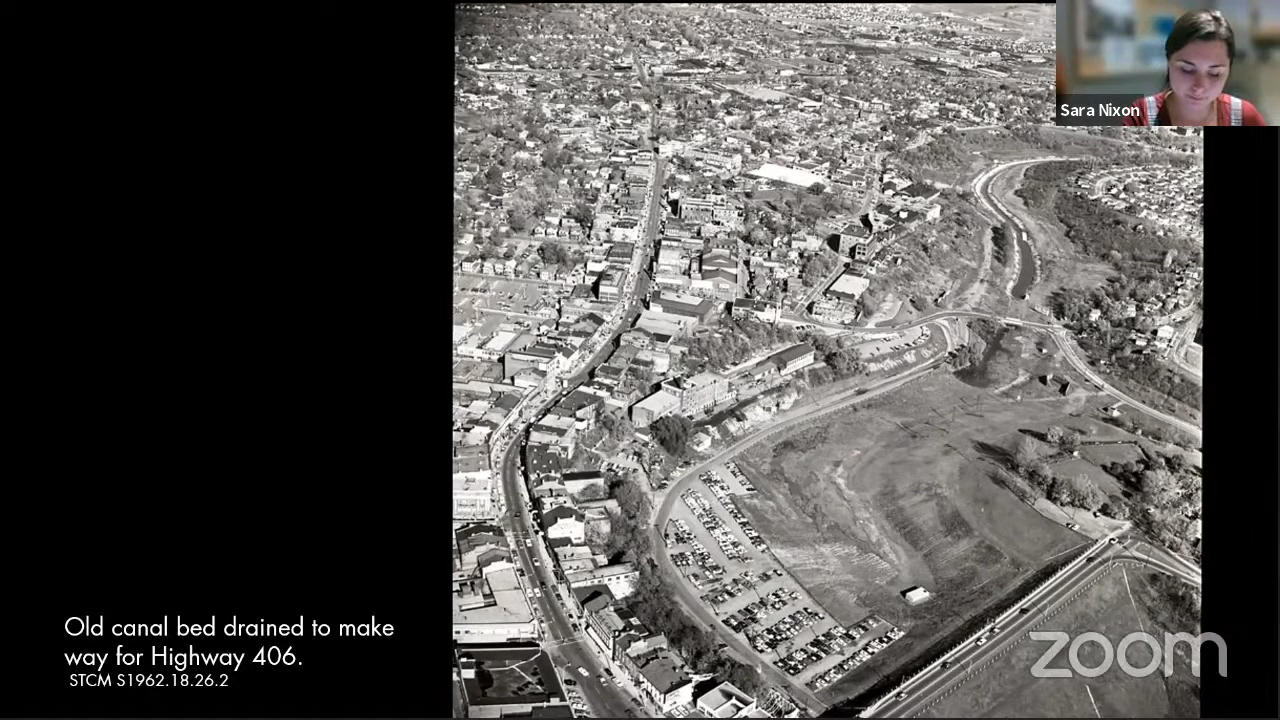 Sara Nixon
Old canal bed drained to make
way for Highway 406.
STCM S1962.18.26.2
zoom